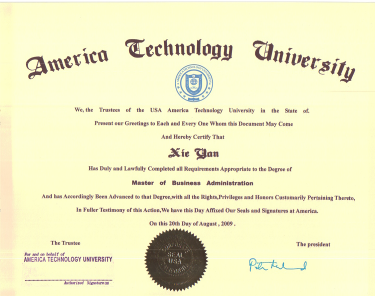 America Technology University
We, the Trustees of the USA America Technology University in the State of.
Present our Greetings to Each and Every One Whom this Document May Come
And Hereby Certify That
Xie Yan
Has Duly and Lawfully Completed all Requirements Appropriate to the Degree of
Master of Business Administration
And has Accordingly Been Advanced to that Degree,with all the Rights,Privileges and Honors Customarily Pertaining Thereto,
In Fuller Testimony of this Action,We have this Day Affixed Our Seals and Signatures at America.
On this 20th Day of August , 2009 .
The Trustee
The president
For and on behalf of
AMERICA TECHNOLOGY UNIVERSITY
SEAL
USA
Authorized Signature(s)